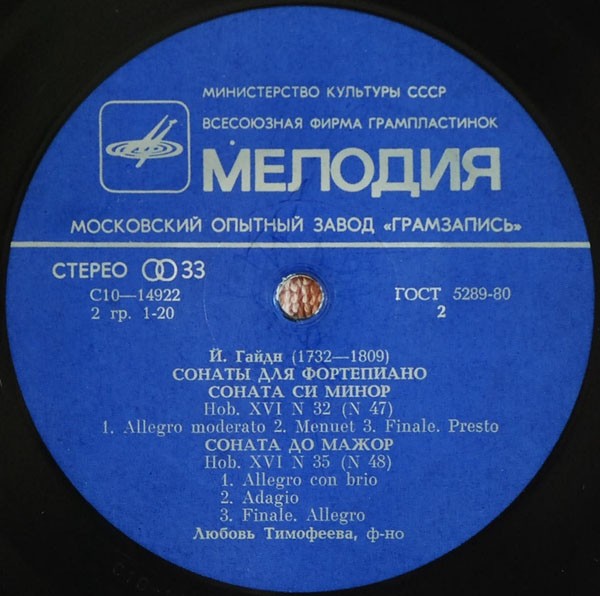 МИНИСТЕРСТВО КУЛЬТУРЫ СССР
ВСЕСОЮЗНАЯ ФИРМА ГРАМПЛАСТИНОК
МЕЛОДИЯ
МОСКОВСКИЙ ОПЫТНЫЙ ЗАВОД «ГРАМЗАПИСЬ»
СТЕРЕО 33
С10—14922
ГОСТ 5289-80
2 гр. 1-20
2
Й. Гайдн (1732—1809)
СОНАТЫ ДЛЯ ФОРТЕПИАНО
СОНАТА СИ МИНОР
Hob. XVI N 32 (N 47)
1. Allegro moderato 2. Menuet 3. Finale. Presto
СОНАТА ДО МАЖОР
Hob. XVI N 35 (N 48)
1. Allegro con brio
2. Adagio
3. Finale. Allegro
Любовь Тимофеева, ф-но